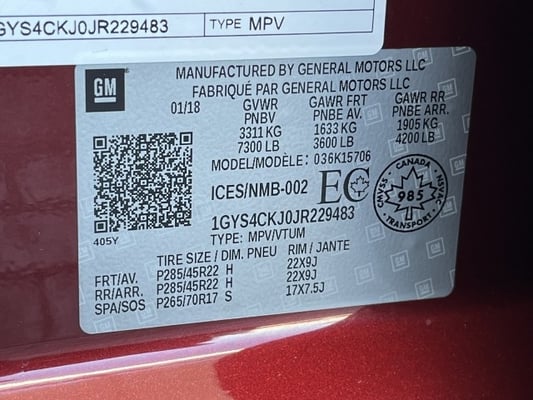 GYS4CKJ0JR229483 TYPE MPV
GM
MANUFACTURED BY GENERAL MOTORS LLC
FABRIQUÉ PAR GENERAL MOTORS LLC
01/18 GVWR GAWR FRT GAWR RR
PNBV PNBE AV. PNBE ARR.
3311 KG 1633 KG 1905 KG
7300 LB 3600 LB 4200 LB
MODEL/MODÈLE: 036K15706
ICES/NMB-002 EC
CANADA
NSVAC-
985
TRANSPORT
-CMVSS
1GYS4CKJ0JR229483
405Y TYPE: MPV/VTUM
TIRE SIZE / DIM. PNEU RIM / JANTE
FRT/AV. P285/45R22 H 22X9J
RR/ARR. P285/45R22 H 22X9J
SPA/SOS P265/70R17 S 17X7.5J